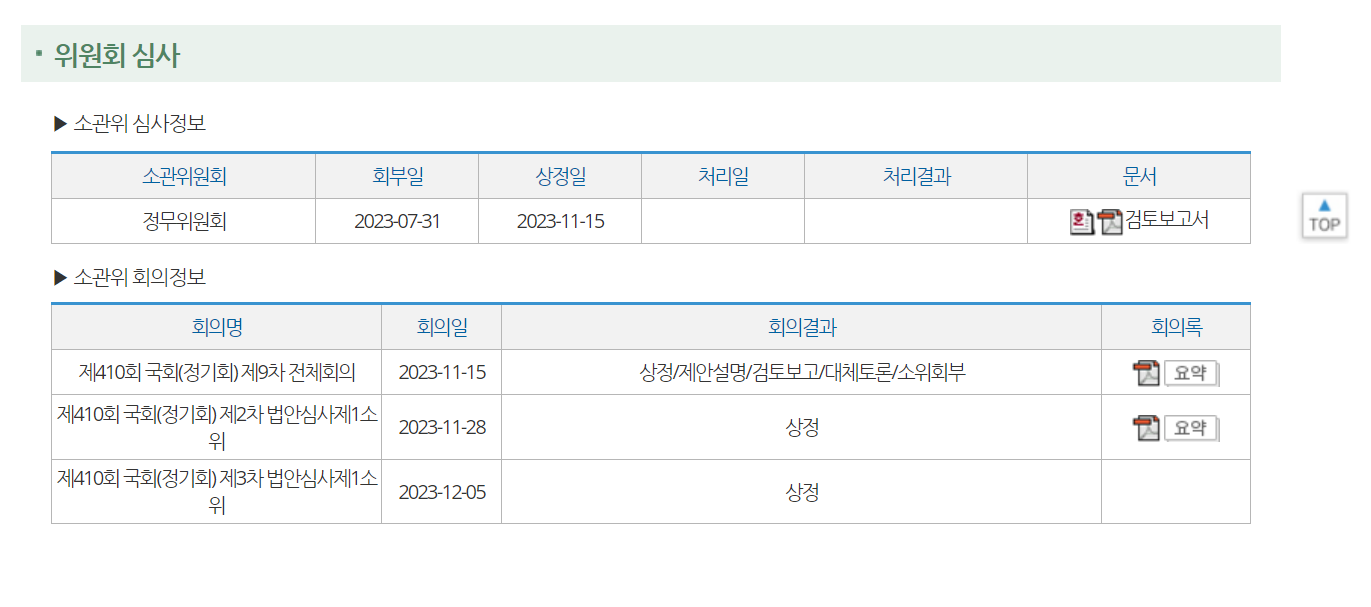 위원회 심사
▶ 소관위 심사정보
소관위원회 회부일 상정일 처리일 처리결과 문서
정무위원회 2023-07-31 2023-11-15 검토보고서
TOP
▶ 소관위 회의정보
회의명 회의일 회의결과 회의록
제410회 국회(정기회) 제9차 전체회의 2023-11-15 상정/제안설명/검토보고/대체토론/소위회부 요약
제410회 국회(정기회) 제2차 법안심사제1소
위 2023-11-28 상정 요약
제410회 국회(정기회) 제3차 법안심사제1소
위 2023-12-05 상정